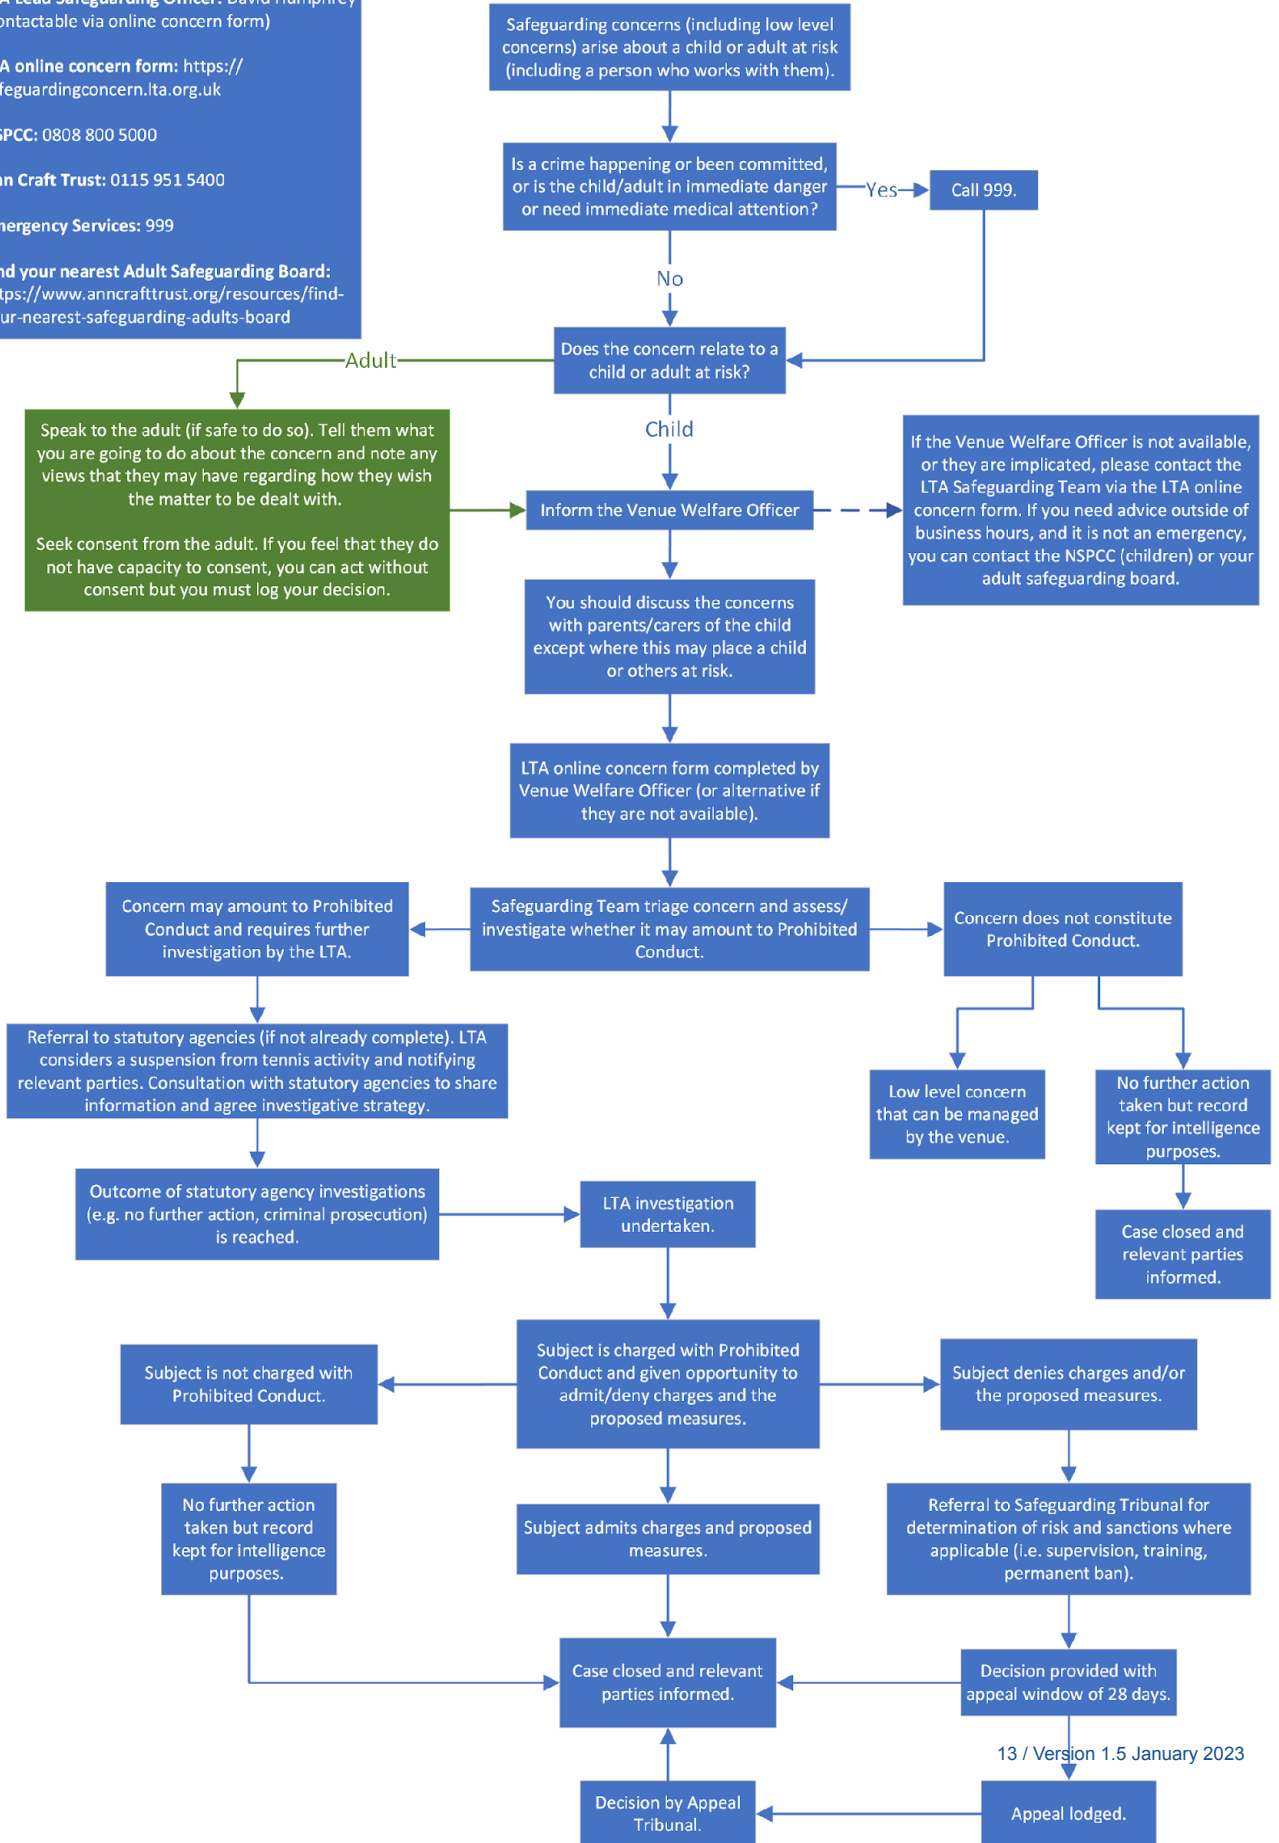 Lead Safeguarding Officer: David Humphrey
contactable via online concern form)
online concern form: https://
safeguardingconcern.lta.org.uk
NSPCC: 0808 800 5000
Ann Craft Trust: 0115 951 5400
Emergency Services: 999
Find your nearest Adult Safeguarding Board:
https://www.anncrafttrust.org/resources/find-
your-nearest-safeguarding-adults-board
Safeguarding concerns (including low level
concerns) arise about a child or adult at risk
(including a person who works with them).
Is a crime happening or been committed,
or is the child/adult in immediate danger
or need immediate medical attention?
Yes
Call 999.
No
Does the concern relate to a
child or adult at risk?
Adult
Speak to the adult (if safe to do so). Tell them what
you are going to do about the concern and note any
views that they may have regarding how they wish
the matter to be dealt with.
Seek consent from the adult. If you feel that they do
not have capacity to consent, you can act without
consent but you must log your decision.
Child
Inform the Venue Welfare Officer
If the Venue Welfare Officer is not available,
or they are implicated, please contact the
LTA Safeguarding Team via the LTA online
concern form. If you need advice outside of
business hours, and it is not an emergency,
you can contact the NSPCC (children) or your
adult safeguarding board.
You should discuss the concerns
with parents/carers of the child
except where this may place a child
or others at risk.
LTA online concern form completed by
Venue Welfare Officer (or alternative if
they are not available).
Safeguarding Team triage concern and assess/
investigate whether it may amount to Prohibited
Conduct.
Concern may amount to Prohibited
Conduct and requires further
investigation by the LTA.
Concern does not constitute
Prohibited Conduct.
Referral to statutory agencies (if not already complete). LTA
considers a suspension from tennis activity and notifying
relevant parties. Consultation with statutory agencies to share
information and agree investigative strategy.
Low level concern
that can be managed
by the venue.
No further action
taken but record
kept for intelligence
purposes.
Outcome of statutory agency investigations
(e.g. no further action, criminal prosecution)
is reached.
LTA investigation
undertaken.
Case closed and
relevant parties
informed.
Subject is not charged with
Prohibited Conduct.
Subject is charged with Prohibited
Conduct and given opportunity to
admit/deny charges and the
proposed measures.
Subject denies charges and/or
the proposed measures.
No further action
taken but record
kept for intelligence
purposes.
Subject admits charges and proposed
measures.
Referral to Safeguarding Tribunal for
determination of risk and sanctions where
applicable (i.e. supervision, training,
permanent ban).
Case closed and relevant
parties informed.
Decision provided with
appeal window of 28 days.
13 / Version 1.5 January 2023
Decision by Appeal
Tribunal.
Appeal lodged.